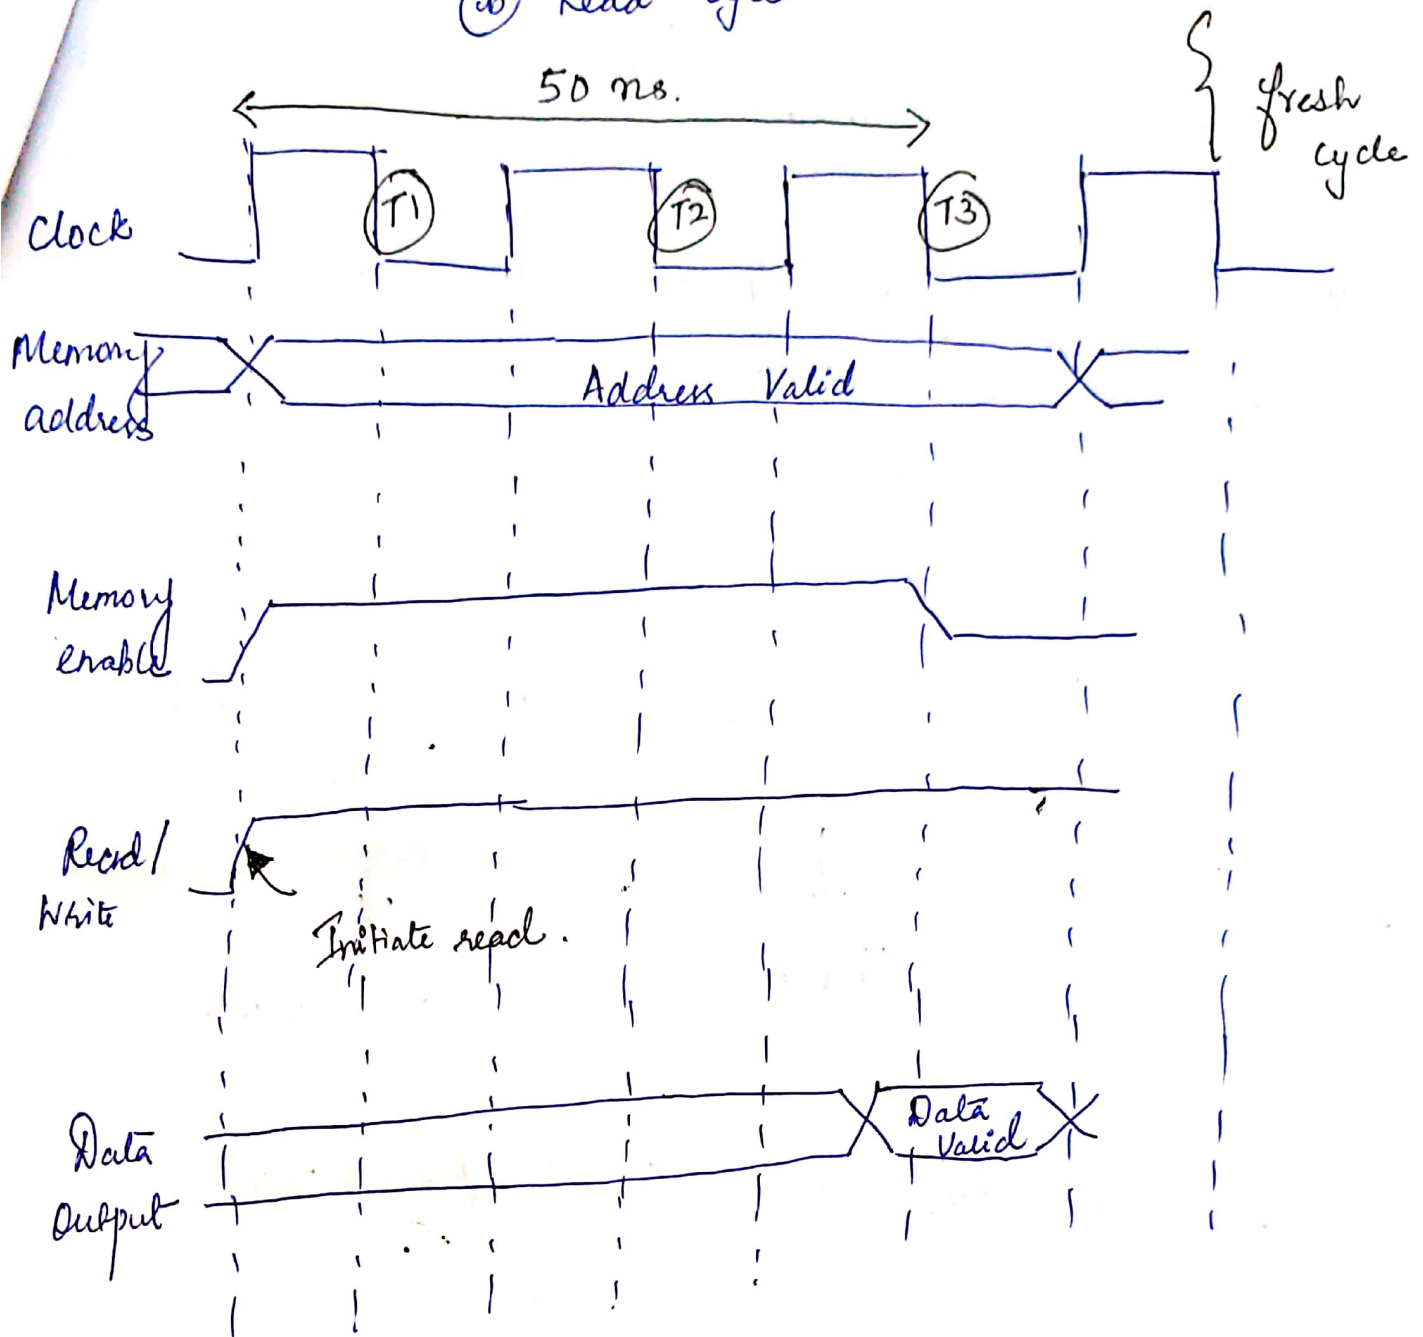 (b) Read cycle
50 ns.
fresh
cycle
Clock
T1
T2
T3
Memory
address
Address Valid
Memory
enable
Read/
Write
Initiate read.
Data
Valid
Data
Output